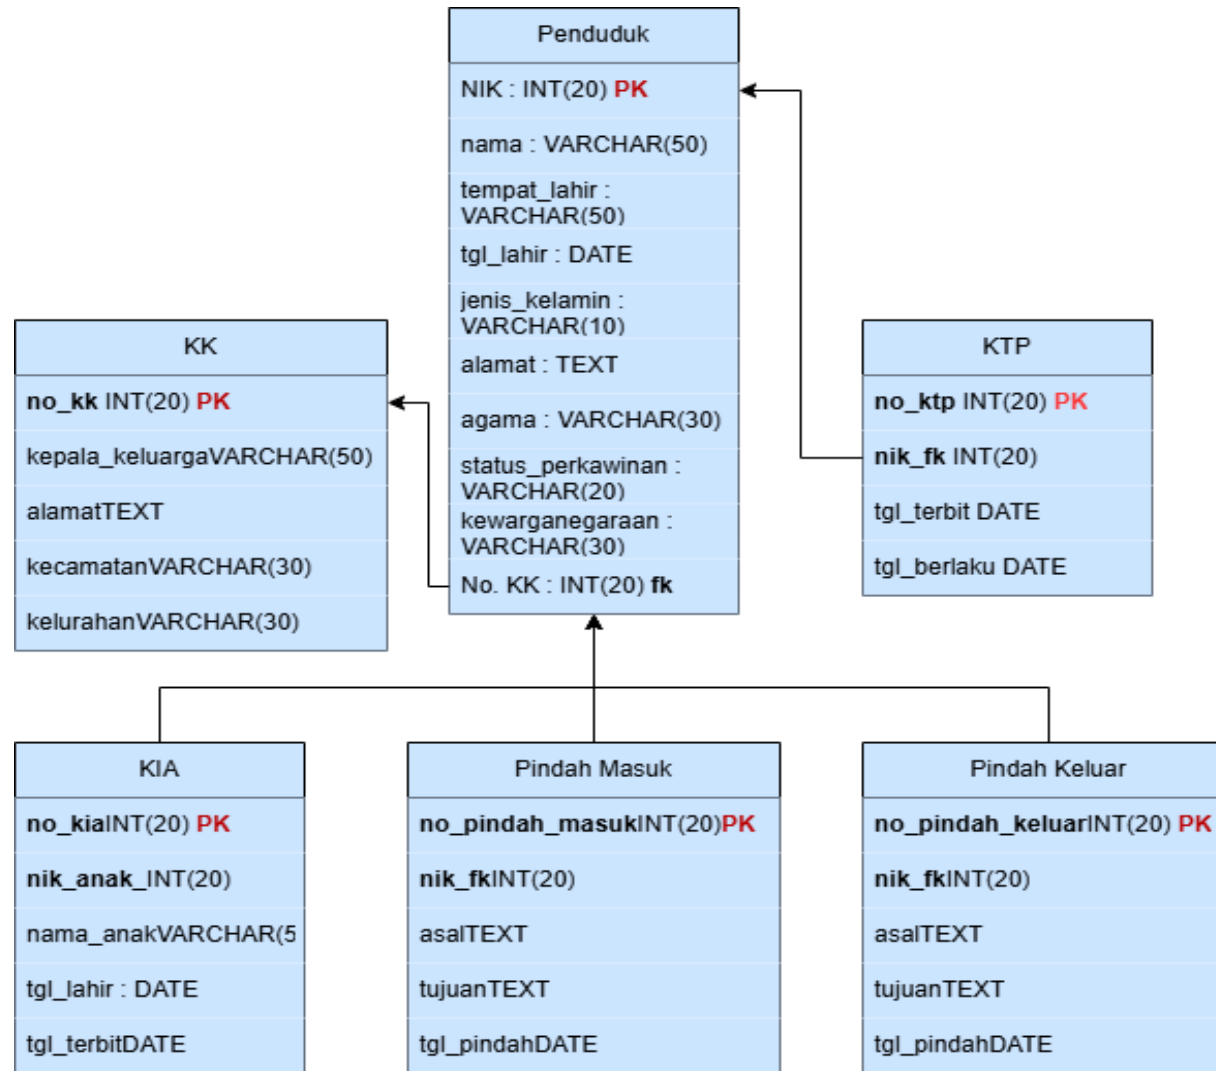 Penduduk
NIK : INT(20) PK
nama : VARCHAR(50)
tempat_lahir :
VARCHAR(50)
tgl_lahir : DATE
jenis_kelamin :
VARCHAR(10)
alamat : TEXT
agama : VARCHAR(30)
status_perkawinan :
VARCHAR(20)
kewarganegaraan :
VARCHAR(30)
No. KK : INT(20) fk
KK
no_kk INT(20) PK
kepala_keluargaVARCHAR(50)
alamatTEXT
kecamatanVARCHAR(30)
kelurahanVARCHAR(30)
KTP
no_ktp INT(20) PK
nik_fk INT(20)
tgl_terbit DATE
tgl_berlaku DATE
KIA
no_kiaINT(20) PK
nik_anak_INT(20)
nama_anakVARCHAR(5
tgl_lahir : DATE
tgl_terbitDATE
Pindah Masuk
no_pindah_masukINT(20)PK
nik_fkINT(20)
asalTEXT
tujuanTEXT
tgl_pindahDATE
Pindah Keluar
no_pindah_keluarINT(20) PK
nik_fkINT(20)
asalTEXT
tujuanTEXT
tgl_pindahDATE